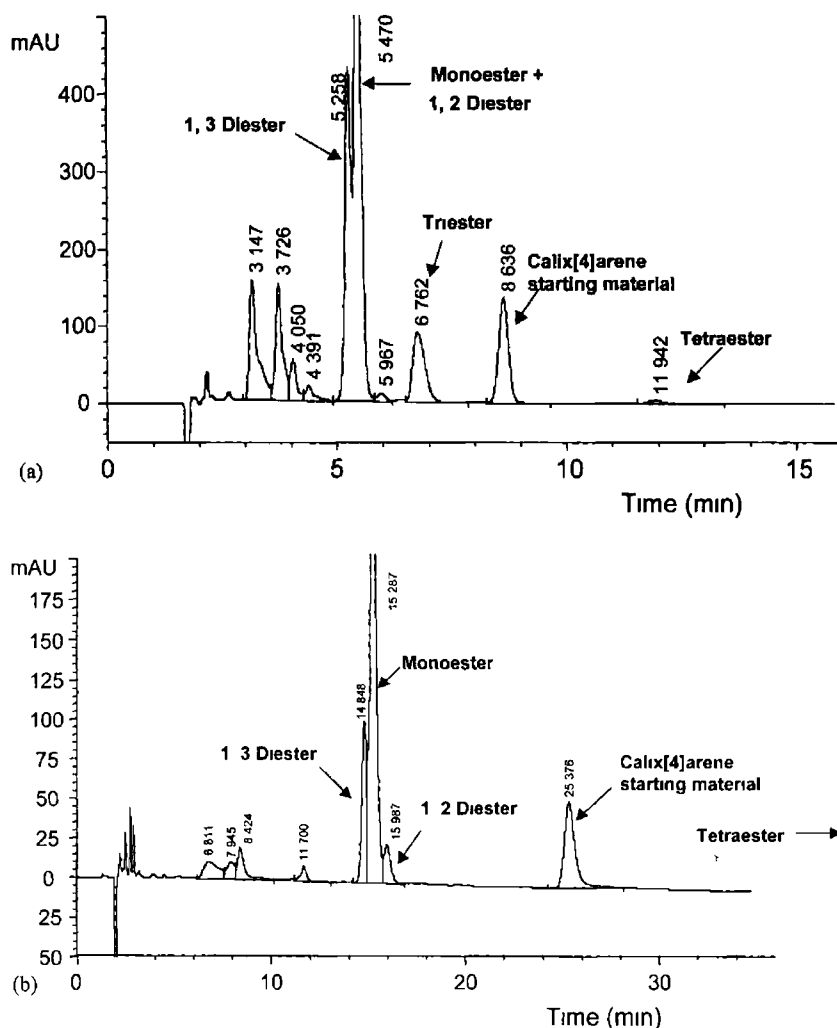 mAU
5 470
Monoester +
1, 2 Diester
400
5.258
1, 3 Diester
300
Triester
3 147
3 726
Calix[4]arene
starting material
200
8 636
6 762
Tetraester
100
4 050
4 391
5 967
11 942
0
0
5
10
15
(a)
Time (min)
mAU
175
15 287
150
125
Monoester
14 848
100
1 3 Diester
75
Calix[4]arene
starting material
25 376
50
1 2 Diester
15 987
Tetraester
25
6 811
7 945
8 424
11 700
0
25
50
0
10
20
30
(b)
Time (min)